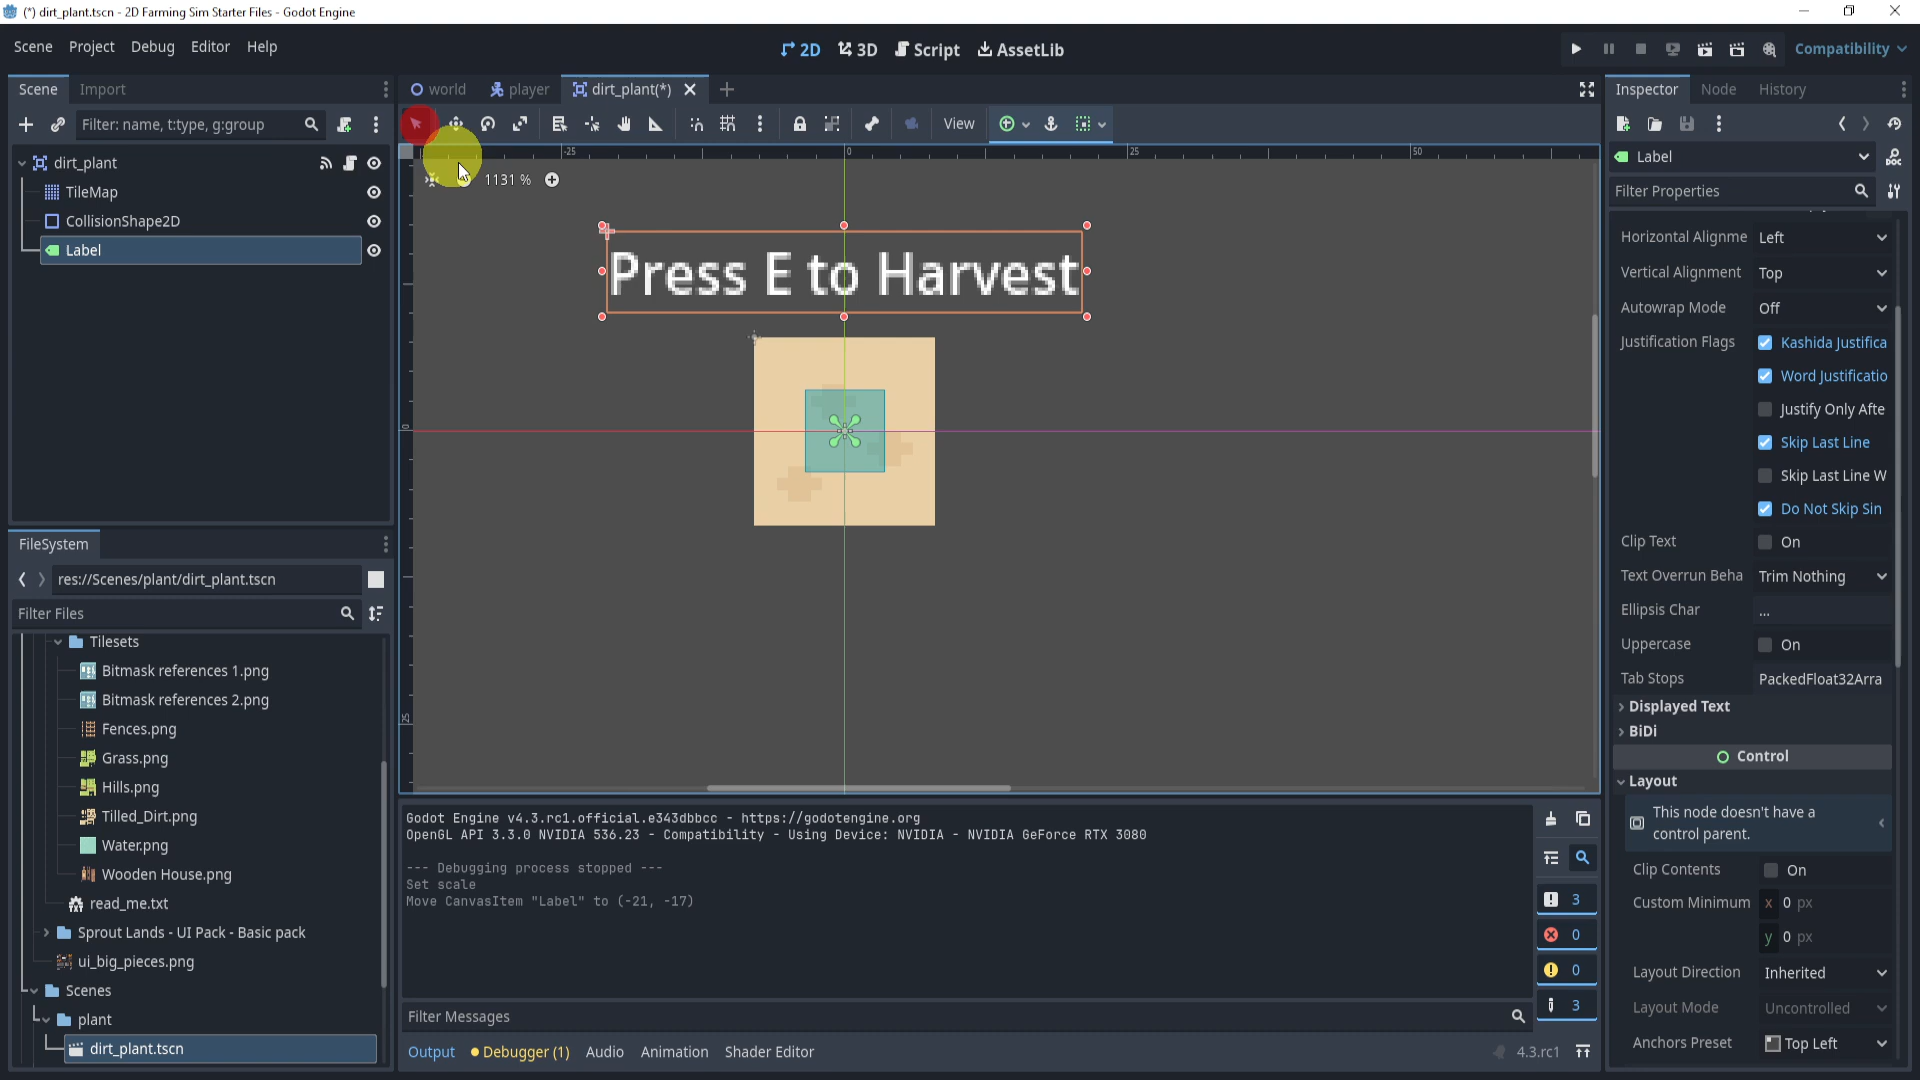 (*) dirt_plant.tscn - 2D Farming Sim Starter Files - Godot Engine
Scene Project Debug Editor Help
2D 3D Script AssetLib
Compatibility
Scene Import
world player dirt_plant(*)
Inspector Node History
Filter: name, t:type, g:group
View
dirt_plant
TileMap
CollisionShape2D
Label
-25 0 25 50
1131 %
Press E to Harvest
0
25
Label
Filter Properties
Horizontal Alignme Left
Vertical Alignment Top
Autowrap Mode Off
Justification Flags Kashida Justifica
Word Justificatio
Justify Only Afte
Skip Last Line
Skip Last Line W
Do Not Skip Sin
Clip Text On
Text Overrun Beha Trim Nothing
Ellipsis Char ...
Uppercase On
Tab Stops PackedFloat32Arra
Displayed Text
BiDi
Control
Layout
This node doesn't have a
control parent.
Clip Contents On
Custom Minimum x 0 px
y 0 px
Layout Direction Inherited
Layout Mode Uncontrolled
Anchors Preset Top Left
FileSystem
res://Scenes/plant/dirt_plant.tscn
Filter Files
Tilesets
Bitmask references 1.png
Bitmask references 2.png
Fences.png
Grass.png
Hills.png
Tilled_Dirt.png
Water.png
Wooden House.png
read_me.txt
Sprout Lands - UI Pack - Basic pack
ui_big_pieces.png
Scenes
plant
dirt_plant.tscn
Godot Engine v4.3.rc1.official.e343dbbcc - https://godotengine.org
OpenGL API 3.3.0 NVIDIA 536.23 - Compatibility - Using Device: NVIDIA - NVIDIA GeForce RTX 3080
--- Debugging process stopped ---
Set scale
Move CanvasItem "Label" to (-21, -17)
3
0
0
3
Filter Messages
Output Debugger (1) Audio Animation Shader Editor
4.3.rc1